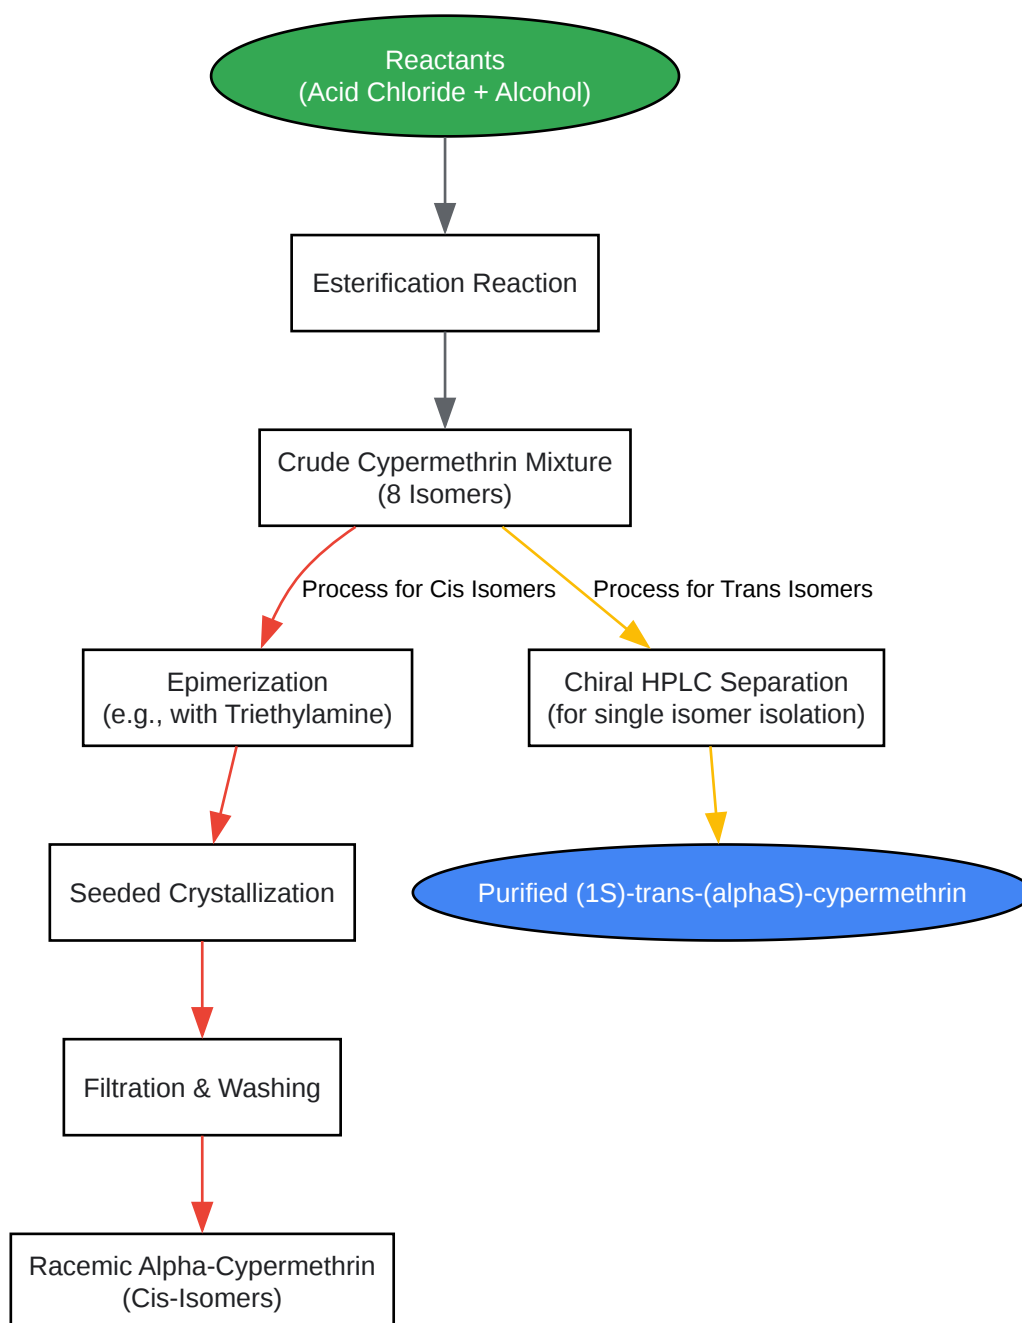 Reactants
(Acid Chloride + Alcohol)
Esterification Reaction
Crude Cypermethrin Mixture
(8 Isomers)
Process for Cis Isomers
Process for Trans Isomers
Epimerization
(e.g., with Triethylamine)
Chiral HPLC Separation
(for single isomer isolation)
Seeded Crystallization
Purified (1S)-trans-(alphaS)-cypermethrin
Filtration & Washing
Racemic Alpha-Cypermethrin
(Cis-Isomers)